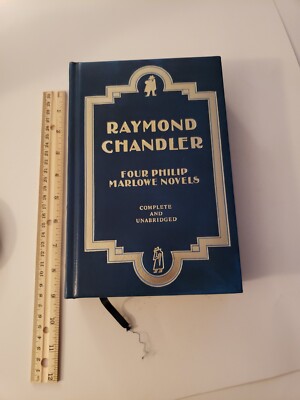 RAYMOND
CHANDLER
FOUR PHILIP
MARLOWE NOVELS
COMPLETE
AND
UNABRIDGED